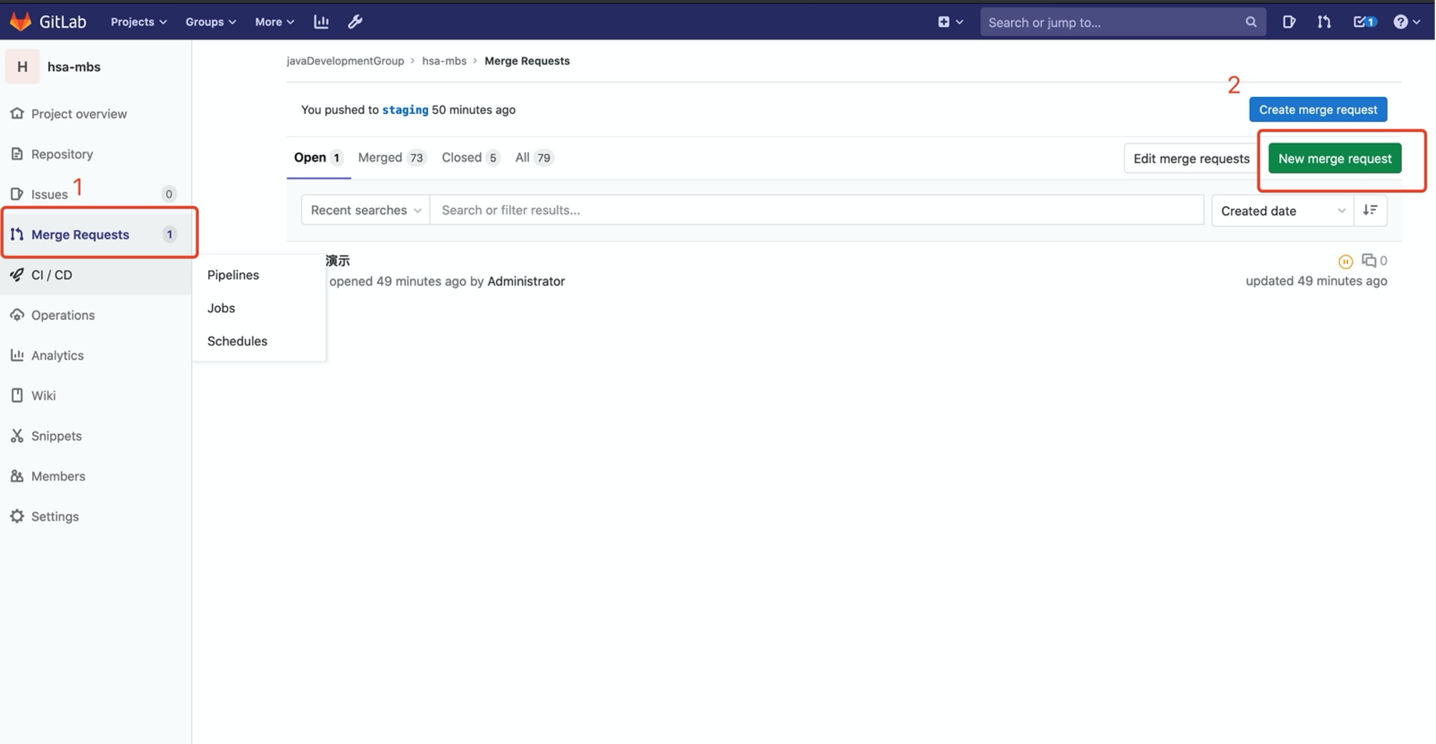 GitLab Projects Groups More Search or jump to... 1
H hsa-mbs
Project overview
Repository
Issues 0
1
Merge Requests 1
CI / CD
Operations
Analytics
Wiki
Snippets
Members
Settings
Pipelines
Jobs
Schedules
javaDevelopmentGroup > hsa-mbs > Merge Requests
2
You pushed to staging 50 minutes ago Create merge request
Open 1 Merged 73 Closed 5 All 79 Edit merge requests New merge request
Recent searches Search or filter results... Created date
演示 0
opened 49 minutes ago by Administrator updated 49 minutes ago